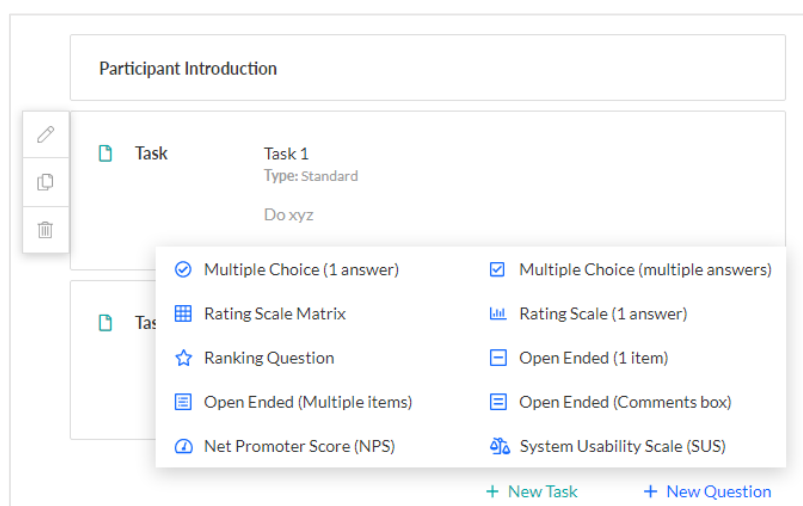 Participant Introduction
Task
Task 1
Type: Standard
Do xyz
Multiple Choice (1 answer)
Multiple Choice (multiple answers)
Tas
Rating Scale Matrix
Rating Scale (1 answer)
Ranking Question
Open Ended (1 item)
Open Ended (Multiple items)
Open Ended (Comments box)
Net Promoter Score (NPS)
System Usability Scale (SUS)
+ New Task
+ New Question